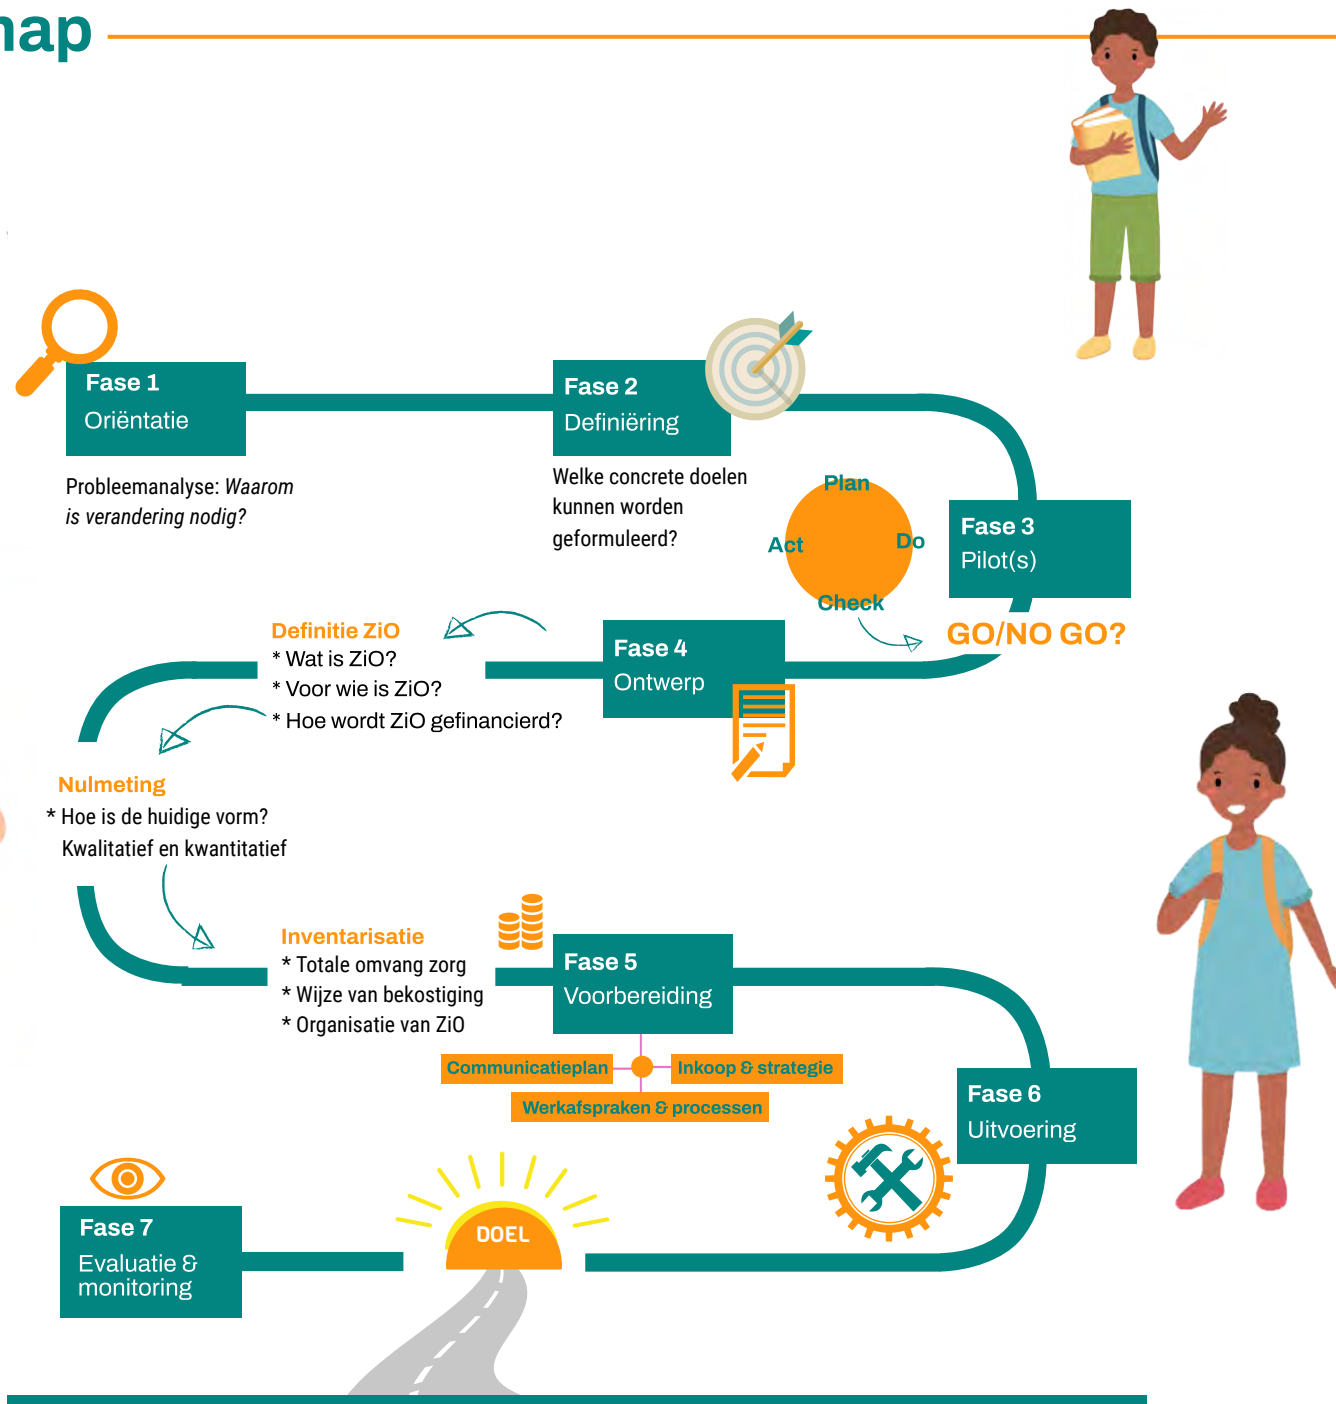 map
Fase 1
Oriëntatie
Probleemanalyse: Waarom
is verandering nodig?
Fase 2
Definiëring
Welke concrete doelen
kunnen worden
geformuleerd?
Plan
Do
Check
Act
Fase 3
Pilot(s)
GO/NO GO?
Fase 4
Ontwerp
Definitie ZiO
* Wat is ZiO?
* Voor wie is ZiO?
* Hoe wordt ZiO gefinancierd?
Nulmeting
* Hoe is de huidige vorm?
Kwalitatief en kwantitatief
Inventarisatie
* Totale omvang zorg
* Wijze van bekostiging
* Organisatie van ZiO
Fase 5
Voorbereiding
Communicatieplan
Inkoop & strategie
Werkafspraken & processen
Fase 6
Uitvoering
DOEL
Fase 7
Evaluatie &
monitoring